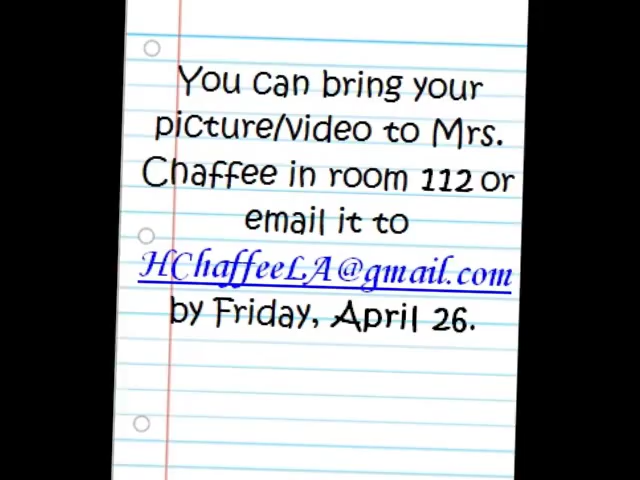 You can bring your
picture/video to Mrs.
Chaffee in room 112 or
email it to
HChaffeeLA@gmail.com
by Friday, April 26.